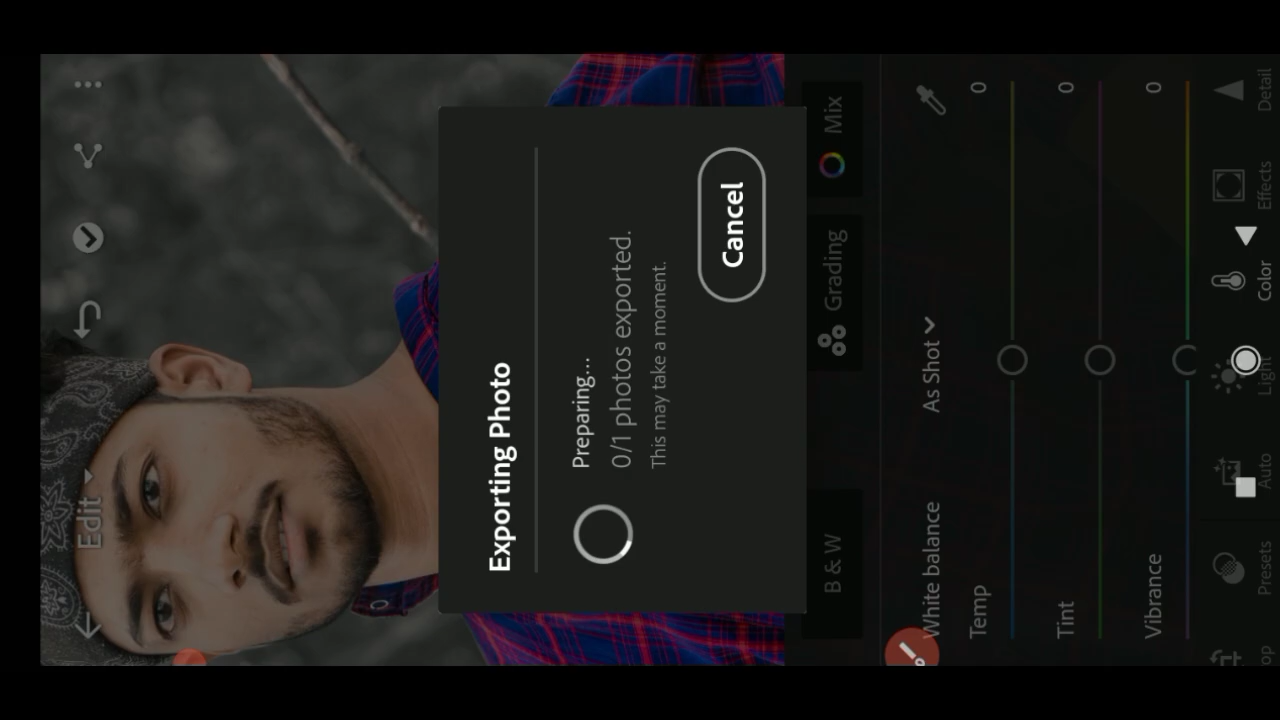 Edit
Exporting Photo
Preparing...
0/1 photos exported.
This may take a moment.
Cancel
B & W
Grading
Mix
White balance
As Shot
Temp
0
Tint
0
Vibrance
0
Presets
Auto
Light
Color
Effects
Detail